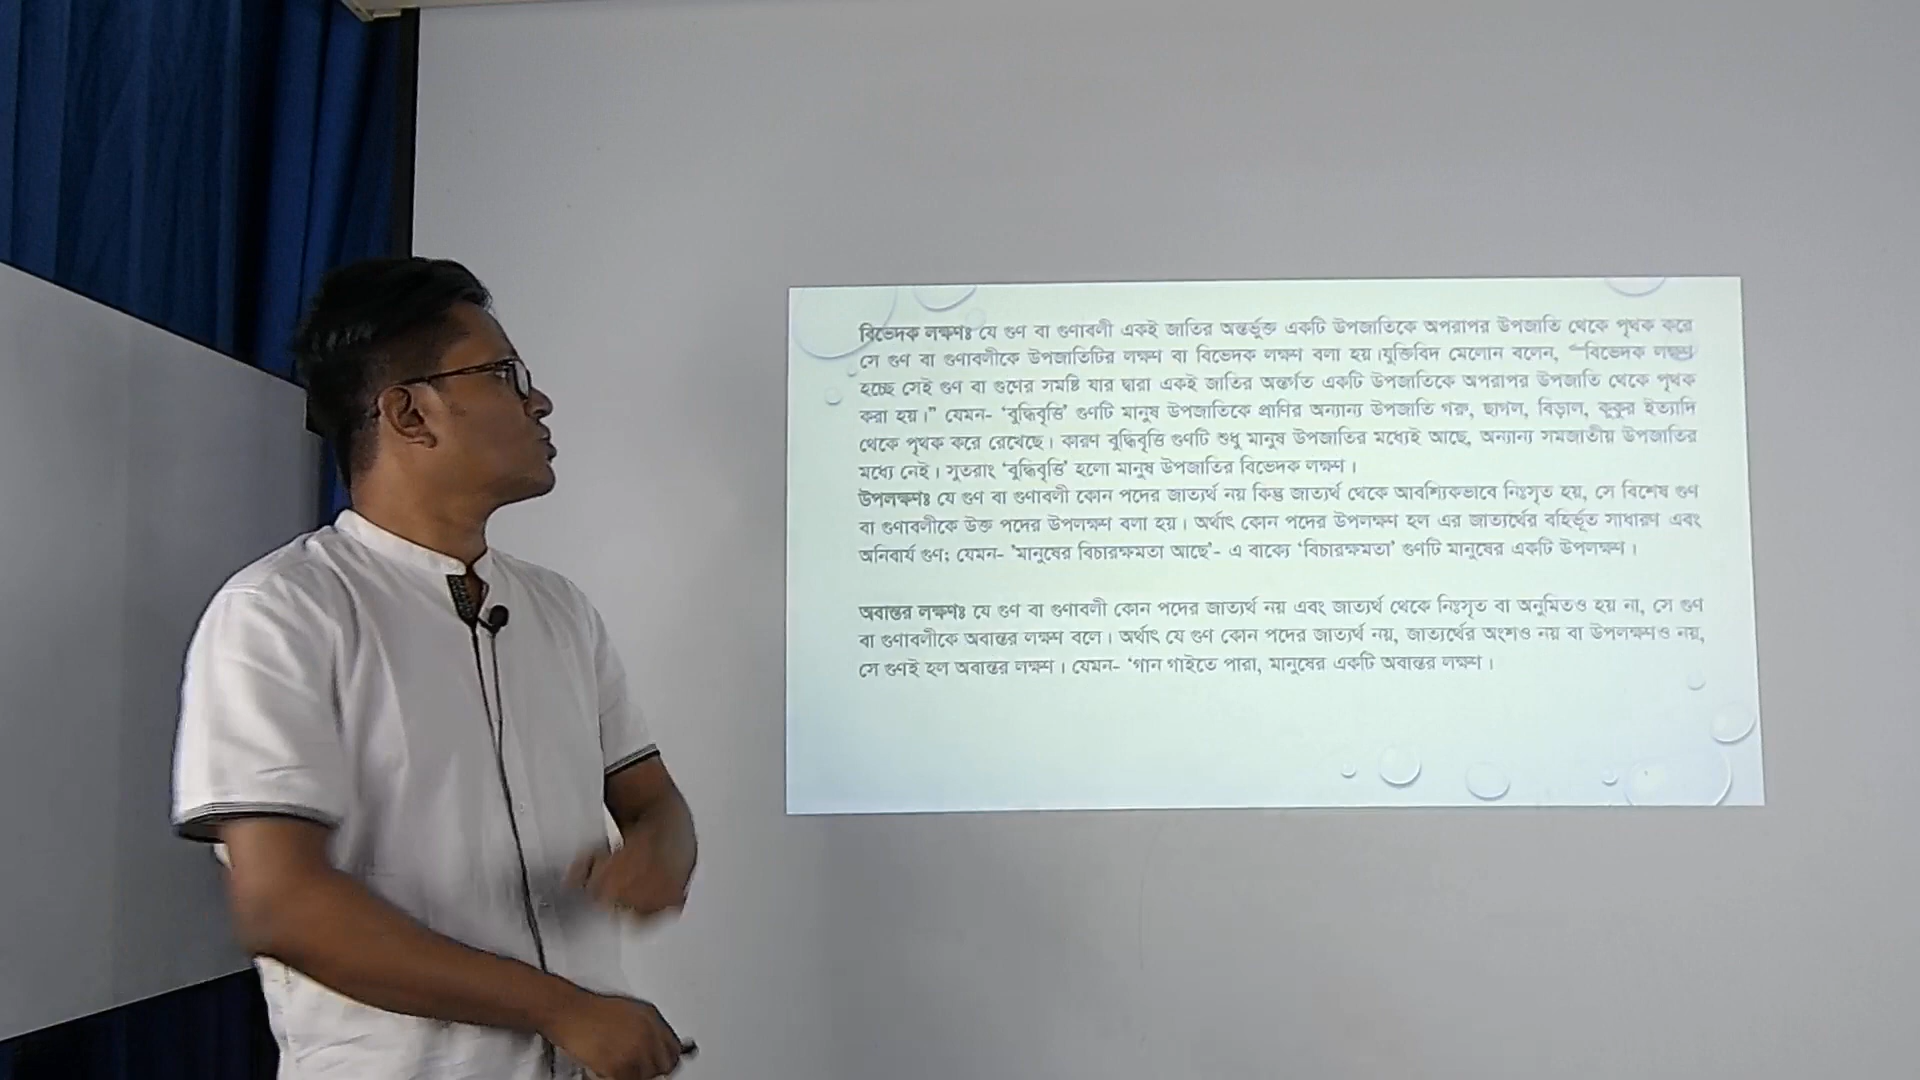 বিভেদক লক্ষণঃ যে গুণ বা গুণাবলী একই জাতির অন্তর্ভুক্ত একটি উপজাতিকে অপরাপর উপজাতি থেকে পৃথক করে
সে গুণ বা গুণাবলীকে উপজাতিটির লক্ষণ বা বিভেদক লক্ষণ বলা হয়।যুক্তিবিদ মেলোন বলেন, “বিভেদক লক্ষণ
হচ্ছে সেই গুণ বা গুণের সমষ্টি যার দ্বারা একই জাতির অন্তর্গত একটি উপজাতিকে অপরাপর উপজাতি থেকে পৃথক
করা হয়।” যেমন- ‘বুদ্ধিবৃত্তি’ গুণটি মানুষ উপজাতিকে প্রাণির অন্যান্য উপজাতি গরু, ছাগল, বিড়াল, কুকুর ইত্যাদি
থেকে পৃথক করে রেখেছে। কারণ বুদ্ধিবৃত্তি গুণটি শুধু মানুষ উপজাতির মধ্যেই আছে, অন্যান্য সমজাতীয় উপজাতির
মধ্যে নেই। সুতরাং ‘বুদ্ধিবৃত্তি’ হলো মানুষ উপজাতির বিভেদক লক্ষণ।
উপলক্ষণঃ যে গুণ বা গুণাবলী কোন পদের জাত্যর্থ নয় কিন্তু জাত্যর্থ থেকে আবশ্যিকভাবে নিঃসৃত হয়, সে বিশেষ গুণ
বা গুণাবলীকে উক্ত পদের উপলক্ষণ বলা হয়। অর্থাৎ কোন পদের উপলক্ষণ হল এর জাত্যর্থের বহির্ভূত সাধারণ এবং
অনিবার্য গুণ; যেমন- ‘মানুষের বিচারক্ষমতা আছে’- এ বাক্যে ‘বিচারক্ষমতা’ গুণটি মানুষের একটি উপলক্ষণ।
অবান্তর লক্ষণঃ যে গুণ বা গুণাবলী কোন পদের জাত্যর্থ নয় এবং জাত্যর্থ থেকে নিঃসৃত বা অনুমিতও হয় না, সে গুণ
বা গুণাবলীকে অবান্তর লক্ষণ বলে। অর্থাৎ যে গুণ কোন পদের জাত্যর্থ নয়, জাত্যর্থের অংশও নয় বা উপলক্ষণও নয়,
সে গুণই হল অবান্তর লক্ষণ। যেমন- ‘গান গাইতে পারা, মানুষের একটি অবান্তর লক্ষণ।